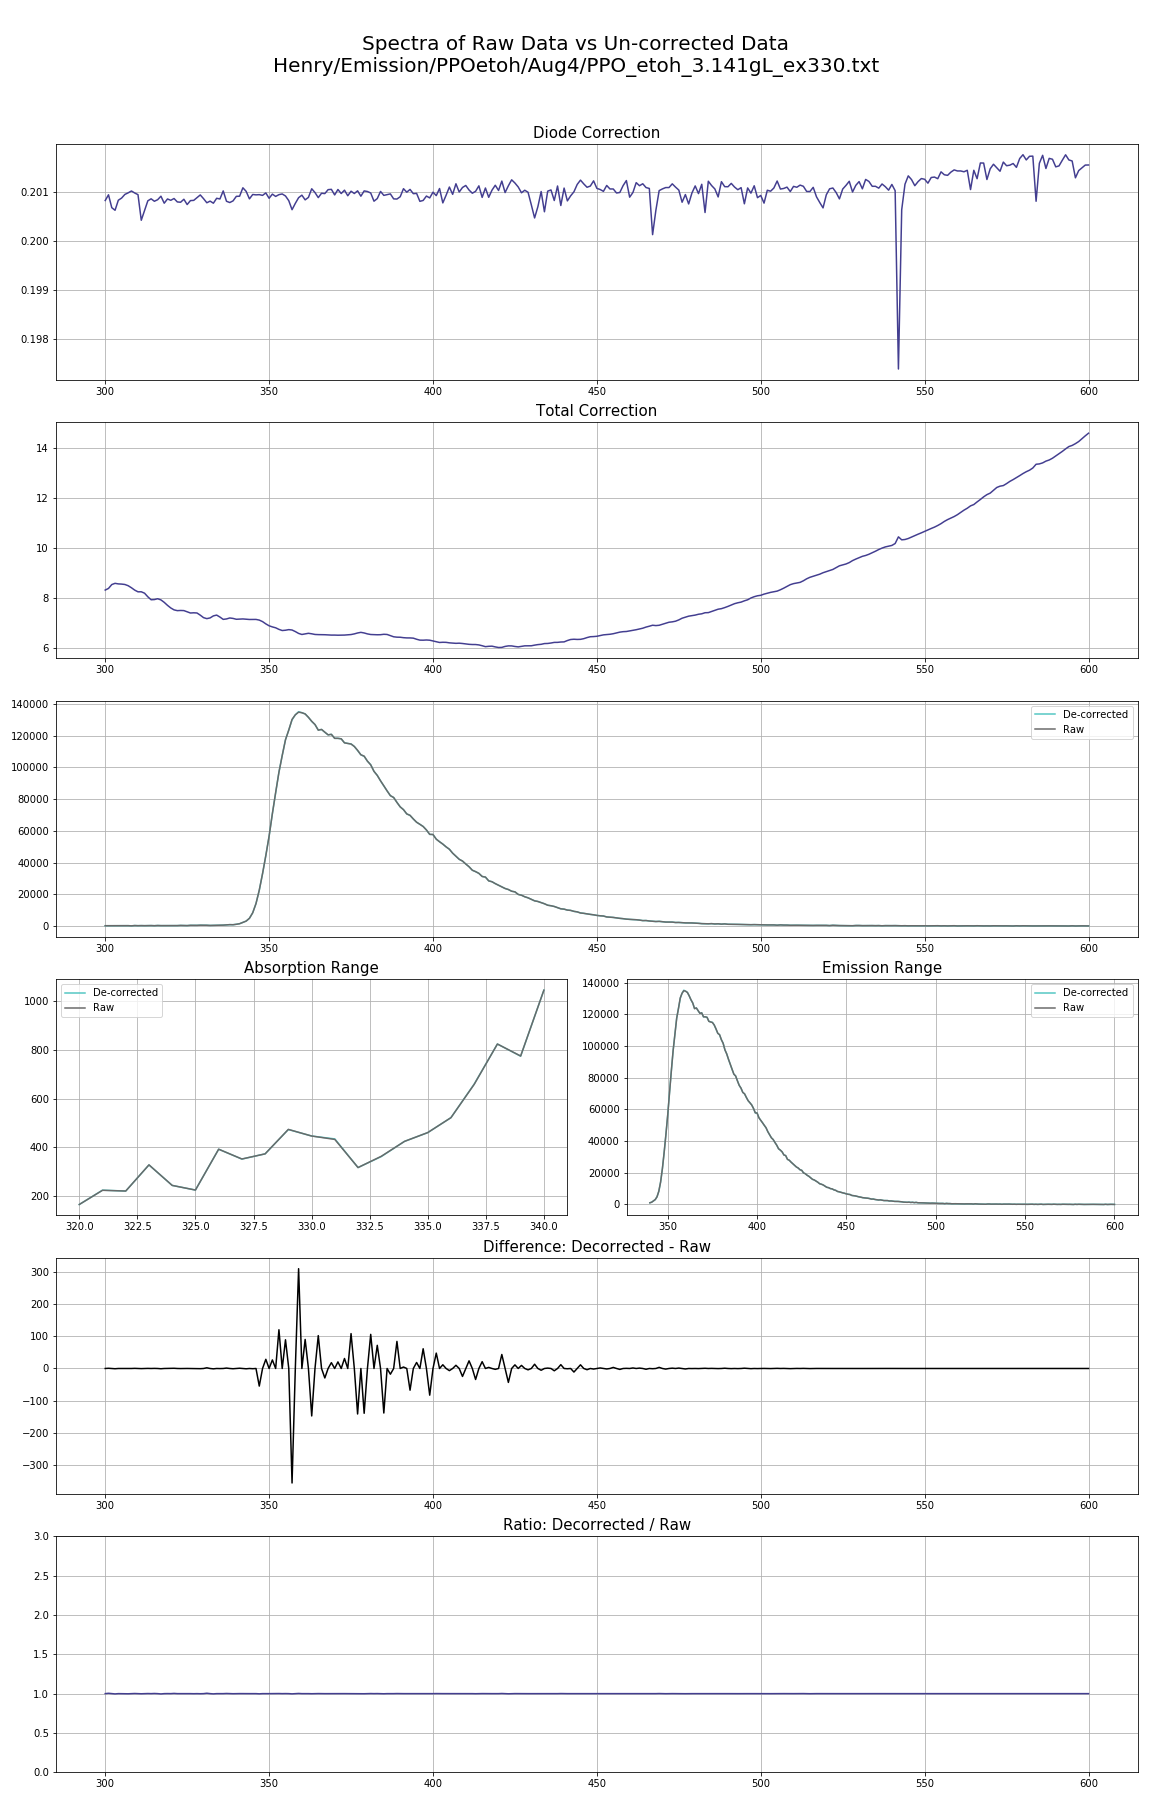 Spectra of Raw Data vs Un-corrected Data
Henry/Emission/PPOetoh/Aug4/PPO_etoh_3.141gL_ex330.txt
Diode Correction
0.201
0.200
0.199
0.198
300 350 400 450 500 550 600
Total Correction
14
12
10
8
6
300 350 400 450 500 550 600
140000
120000
100000
80000
60000
40000
20000
0
De-corrected
Raw
300 350 400 450 500 550 600
Absorption Range
1000
800
600
400
200
De-corrected
Raw
320.0 322.5 325.0 327.5 330.0 332.5 335.0 337.5 340.0
Emission Range
140000
120000
100000
80000
60000
40000
20000
0
De-corrected
Raw
350 400 450 500 550 600
Difference: Decorrected - Raw
300
200
100
0
−100
−200
−300
300 350 400 450 500 550 600
Ratio: Decorrected / Raw
3.0
2.5
2.0
1.5
1.0
0.5
0.0
300 350 400 450 500 550 600